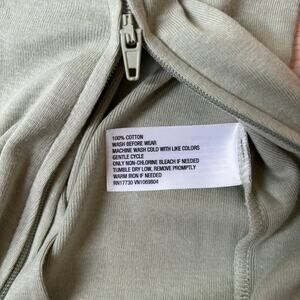 100% COTTON
WASH BEFORE WEAR
MACHINE WASH COLD WITH LIKE COLORS
GENTLE CYCLE
ONLY NON-CHLORINE BLEACH IF NEEDED
TUMBLE DRY LOW, REMOVE PROMPTLY
WARM IRON IF NEEDED
RN17730 VN1069604